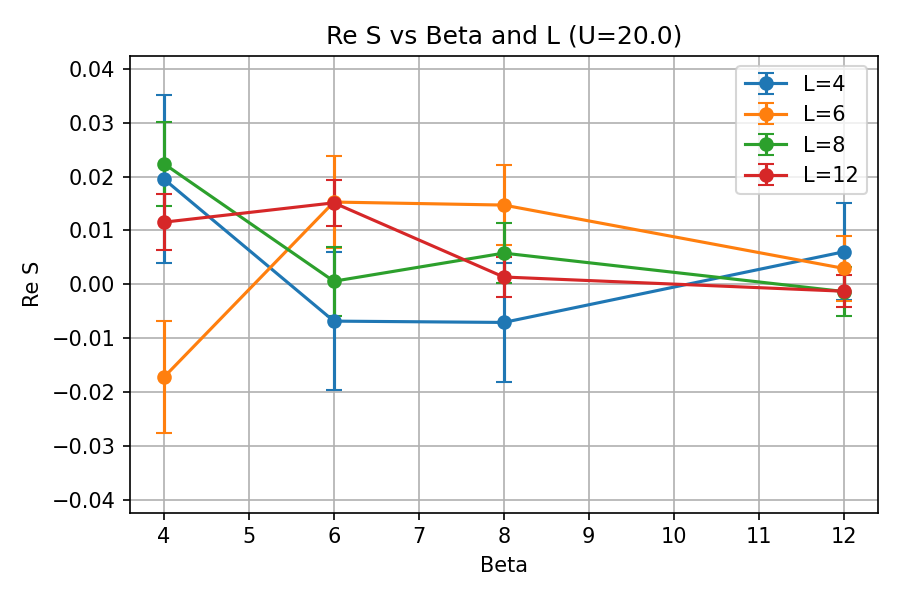 Re S vs Beta and L (U=20.0)
L=4
L=6
L=8
L=12
0.04
0.03
0.02
0.01
0.00
−0.01
−0.02
−0.03
−0.04
Re S
4 5 6 7 8 9 10 11 12
Beta